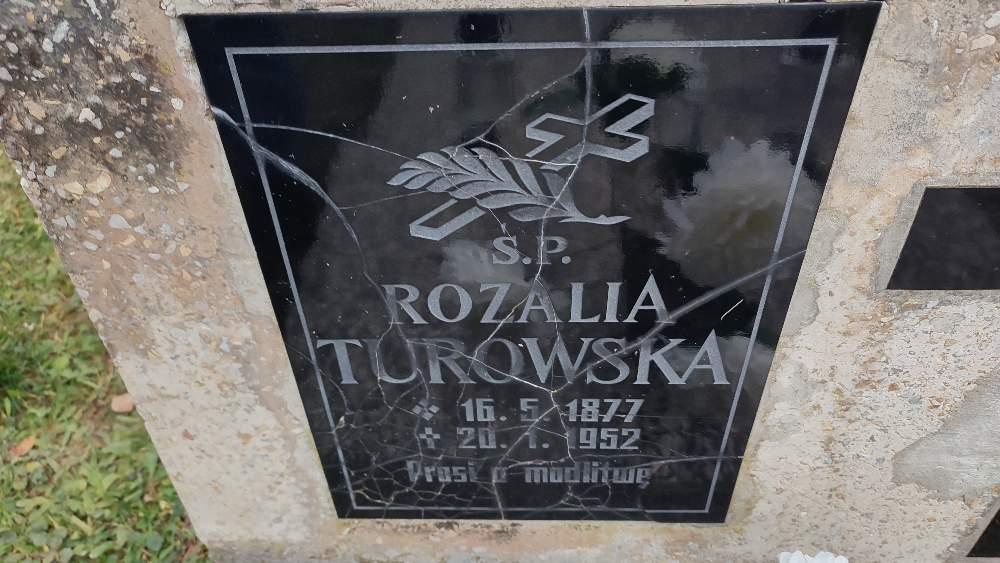 S.P.
ROZALIA
TUROWSKA
* 16. 5. 1877
+ 20. 1. 1952
Prosi o modlitwę